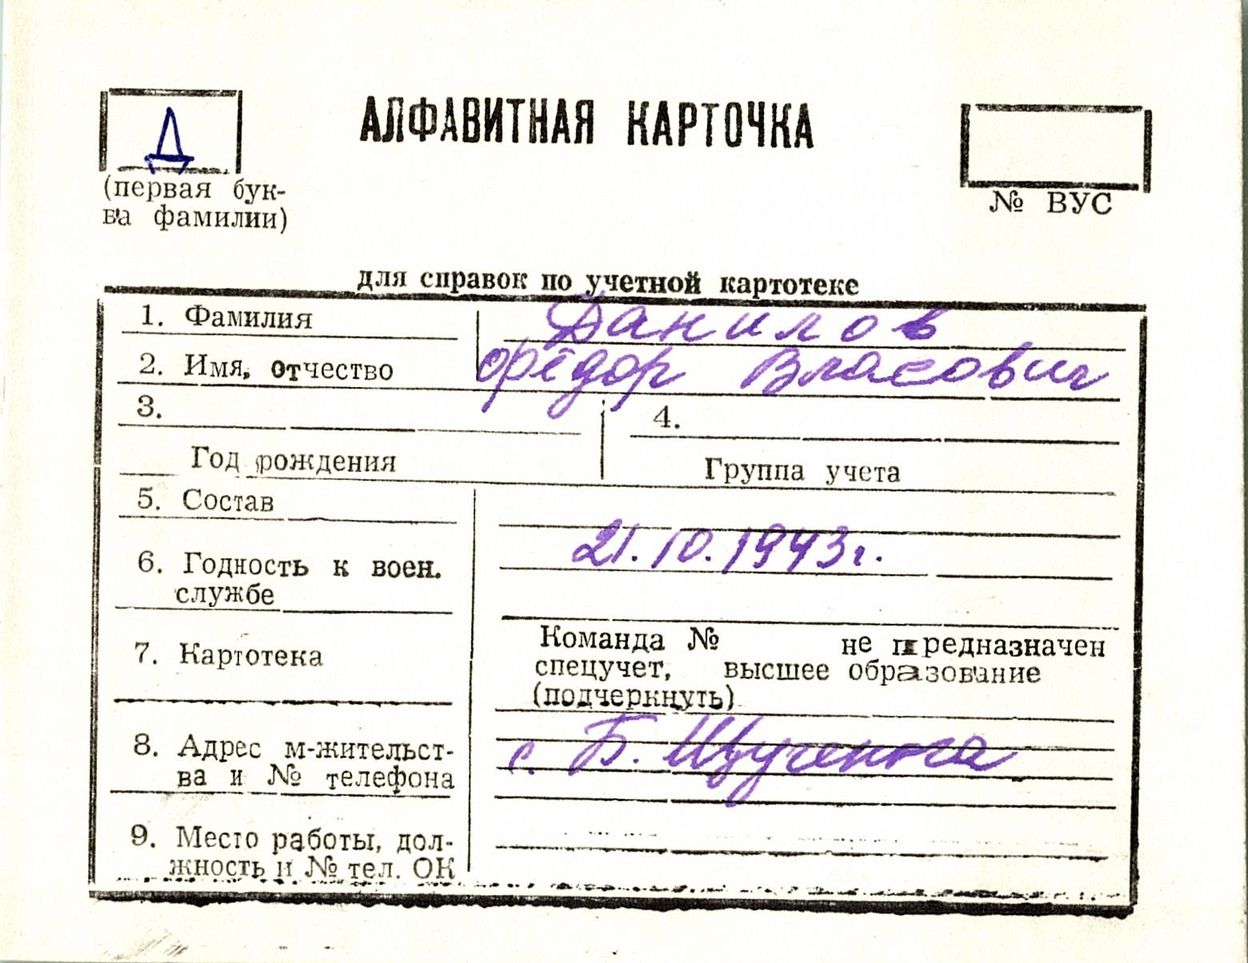 Д
АЛФАВИТНАЯ КАРТОЧКА
(первая бук-
ва фамилии)
№ ВУС
для справок по учетной картотеке
1. Фамилия Данилов
2. Имя, отчество Фёдор Власович
3. 4.
Год рождения Группа учета
5. Состав
21.10.1943г.
6. Годность к воен.
службе
7. Картотека
Команда № не предназначен
спецучет, высшее образование
(подчеркнуть)
8. Адрес м-жительст-
ва и № телефона
с. Б. Щученка
9. Место работы, дол-
жность и № тел. ОК